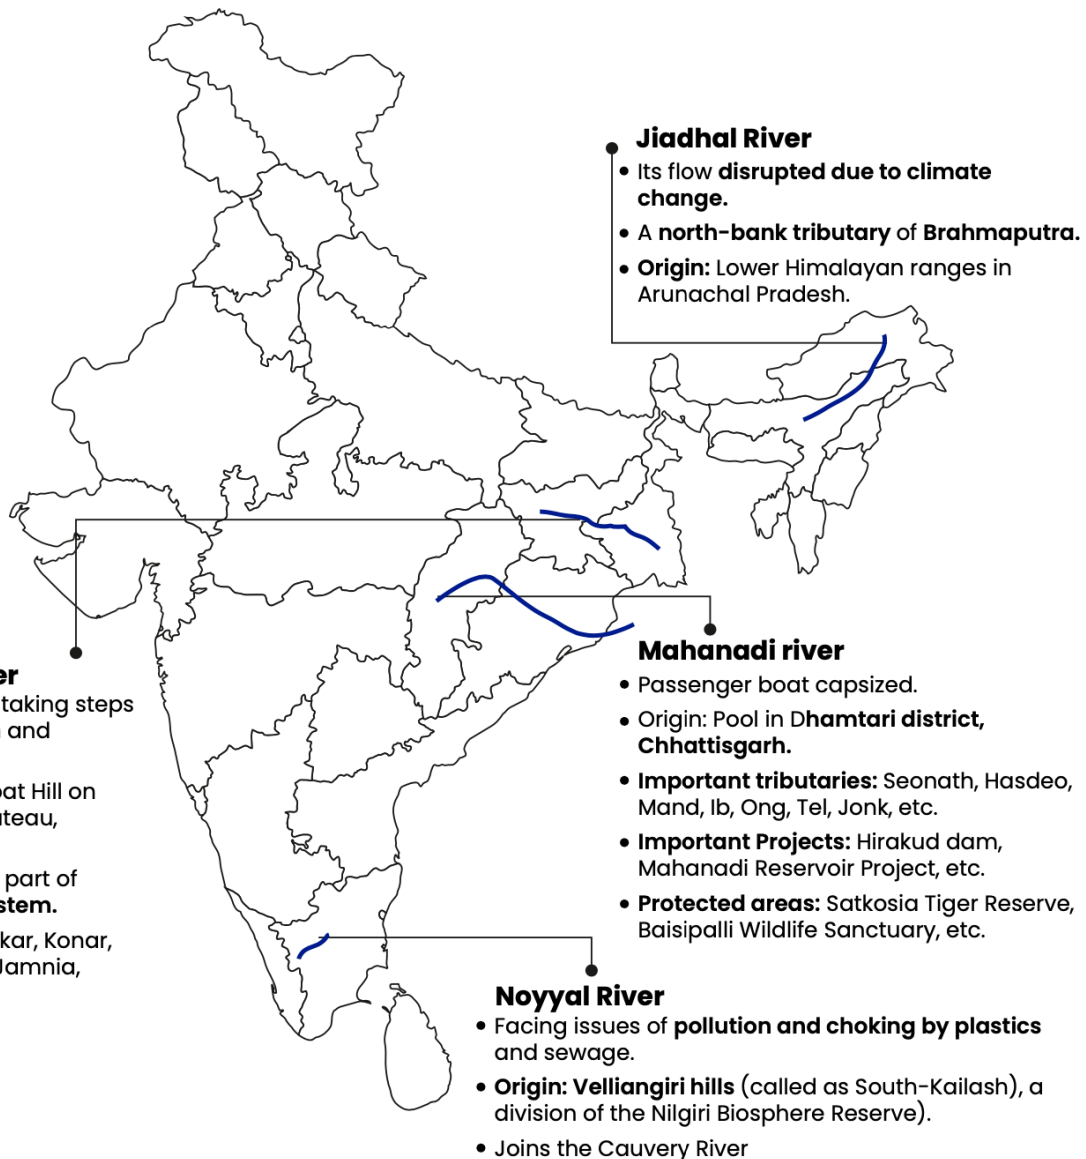 Jiadhal River
• Its flow disrupted due to climate
change.
• A north-bank tributary of Brahmaputra.
• Origin: Lower Himalayan ranges in
Arunachal Pradesh.
er
taking steps
and
at Hill on
teau,
part of
stem.
kar, Konar,
Jamnia,
Mahanadi river
• Passenger boat capsized.
• Origin: Pool in Dhamtari district,
Chhattisgarh.
• Important tributaries: Seonath, Hasdeo,
Mand, Ib, Ong, Tel, Jonk, etc.
• Important Projects: Hirakud dam,
Mahanadi Reservoir Project, etc.
• Protected areas: Satkosia Tiger Reserve,
Baisipalli Wildlife Sanctuary, etc.
Noyyal River
• Facing issues of pollution and choking by plastics
and sewage.
• Origin: Velliangiri hills (called as South-Kailash), a
division of the Nilgiri Biosphere Reserve).
• Joins the Cauvery River